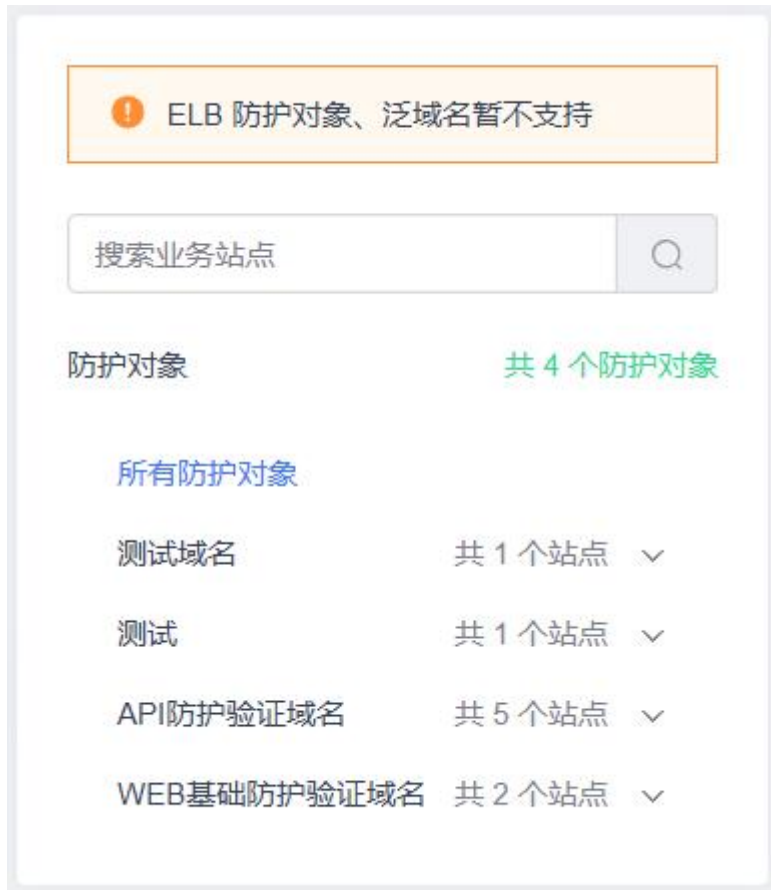 ELB 防护对象、泛域名暂不支持
搜索业务站点
防护对象 共 4 个防护对象
所有防护对象
测试域名 共 1 个站点
测试 共 1 个站点
API防护验证域名 共 5 个站点
WEB基础防护验证域名 共 2 个站点